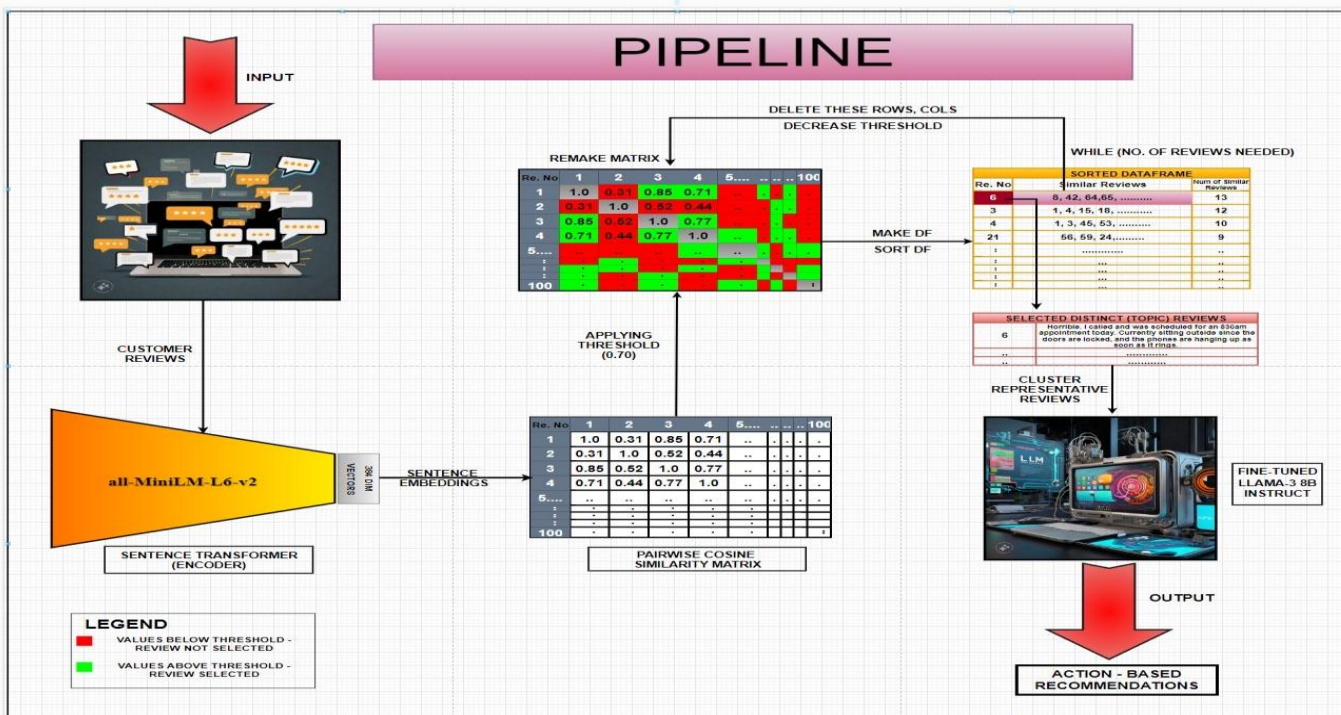 PIPELINE
INPUT
CUSTOMER
REVIEWS
all-MiniLM-L6-v2
384 DIM
VECTORS
SENTENCE TRANSFORMER
(ENCODER)
SENTENCE
EMBEDDINGS
Re. No 1 2 3 4 5.... .. .. .. 100
1 1.0 0.31 0.85 0.71 .. . . . .
2 0.31 1.0 0.52 0.44 .. . . . .
3 0.85 0.52 1.0 0.77 .. . . . .
4 0.71 0.44 0.77 1.0 .. . . . .
5.... .. .. .. .. ..
:
:
:
100
PAIRWISE COSINE
SIMILARITY MATRIX
APPLYING
THRESHOLD
(0.70)
REMAKE MATRIX
Re. No 1 2 3 4 5.... .. .. .. 100
1 1.0 0.31 0.85 0.71
2 0.31 1.0 0.52 0.44
3 0.85 0.52 1.0 0.77
4 0.71 0.44 0.77 1.0
5....
:
:
:
100
DELETE THESE ROWS, COLS
DECREASE THRESHOLD
MAKE DF
SORT DF
WHILE (NO. OF REVIEWS NEEDED)
SORTED DATAFRAME
Re. No Similar Reviews Num of Similar
Reviews
6 8, 42, 64,65, .......... 13
3 1, 4, 15, 18, .......... 12
4 1, 3, 45, 53, .......... 10
21 56, 59, 24,......... 9
SELECTED DISTINCT (TOPIC) REVIEWS
6 Horrible. I called and was scheduled for an 830am
appointment today. Currently sitting outside since the
doors are locked, and the phones are hanging up as
soon as it rings.
CLUSTER
REPRESENTATIVE
REVIEWS
LLM
FINE-TUNED
LLAMA-3 8B
INSTRUCT
OUTPUT
ACTION - BASED
RECOMMENDATIONS
LEGEND
VALUES BELOW THRESHOLD -
REVIEW NOT SELECTED
VALUES ABOVE THRESHOLD -
REVIEW SELECTED